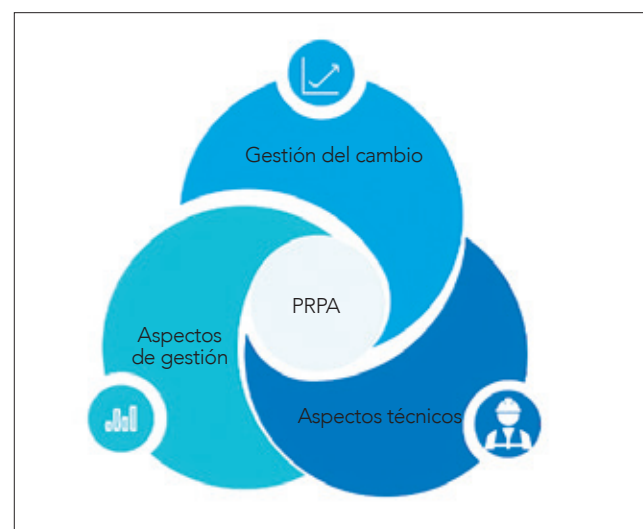 Gestión del cambio
PRPA
Aspectos
de gestión
Aspectos técnicos